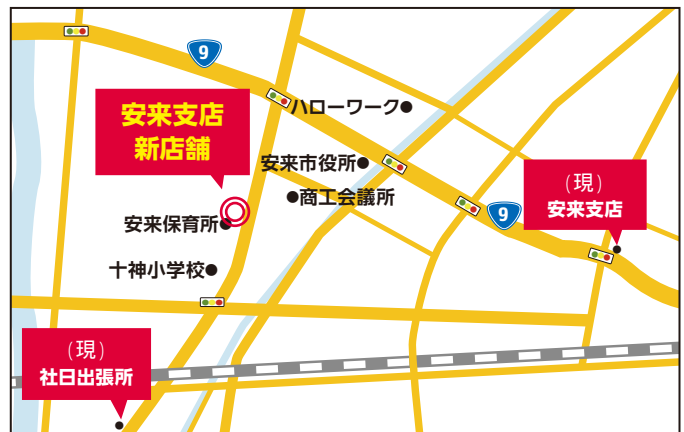 9
ハローワーク
安来支店
新店舗
安来市役所
商工会議所
(現)
安来支店
9
安来保育所
十神小学校
(現)
社日出張所